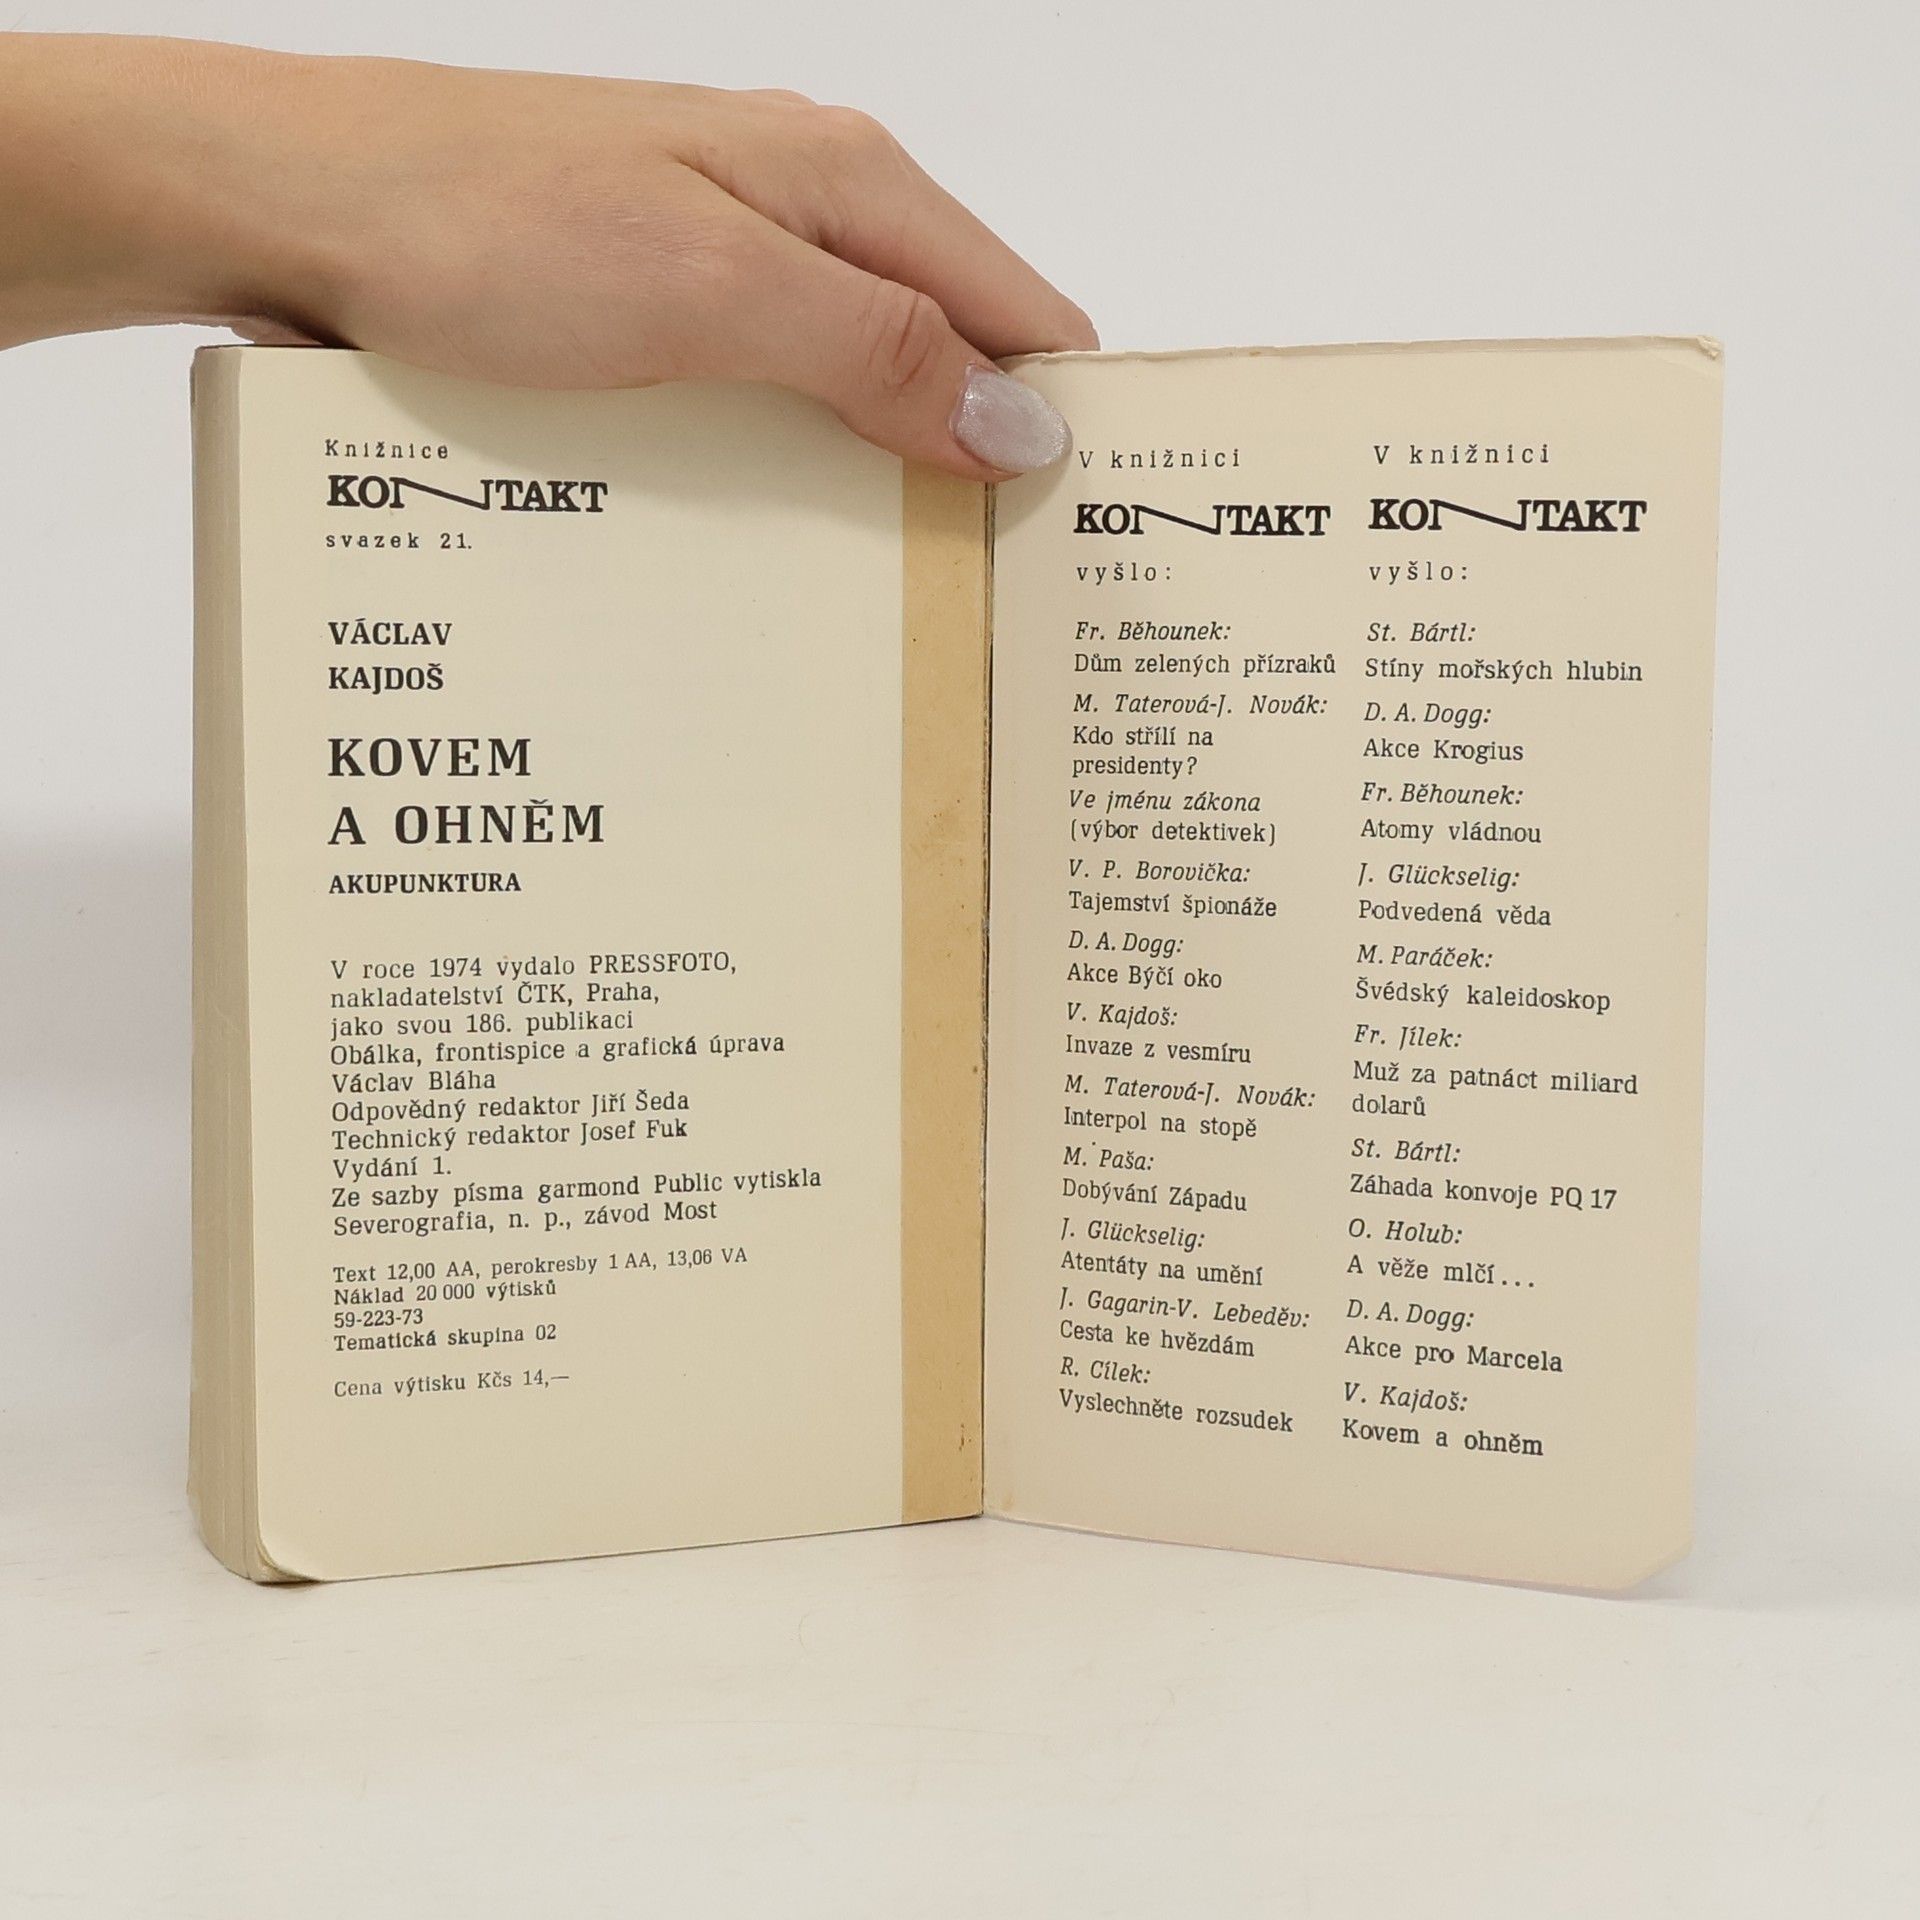 Knižnice
KONTAKT
svazek 21.
VÁCLAV
KAJDOŠ
KOVEM
A OHNĚM
AKUPUNKTURA
V roce 1974 vydalo PRESSFOTO,
nakladatelství ČTK, Praha,
jako svou 186. publikaci
Obálka, frontispice a grafická úprava
Václav Bláha
Odpovědný redaktor Jiří Šeda
Technický redaktor Josef Fuk
Vydání 1.
Ze sazby písma garmond Public vytiskla
Severografia, n. p., závod Most
Text 12,00 AA, perokresby 1 AA, 13,06 VA
Náklad 20 000 výtisků
59-223-73
Tematická skupina 02
Cena výtisku Kčs 14,—
V knižnici
KONTAKT
vyšlo:
Fr. Běhounek:
Dům zelených přízraků
M. Taterová-J. Novák:
Kdo střílí na
presidenty?
Ve jménu zákona
(výbor detektivek)
V. P. Borovička:
Tajemství špionáže
D. A. Dogg:
Akce Býčí oko
V. Kajdoš:
Invaze z vesmíru
M. Taterová-J. Novák:
Interpol na stopě
M. Paša:
Dobývání Západu
J. Glückselig:
Atentáty na umění
J. Gagarin-V. Lebeděv:
Cesta ke hvězdám
R. Cílek:
Vyslechněte rozsudek
V knižnici
KONTAKT
vyšlo:
St. Bártl:
Stíny mořských hlubin
D. A. Dogg:
Akce Krogius
Fr. Běhounek:
Atomy vládnou
J. Glückselig:
Podvedená věda
M. Paráček:
Švédský kaleidoskop
Fr. Jílek:
Muž za patnáct miliard
dolarů
St. Bártl:
Záhada konvoje PQ 17
O. Holub:
A věže mlčí...
D. A. Dogg:
Akce pro Marcela
V. Kajdoš:
Kovem a ohněm